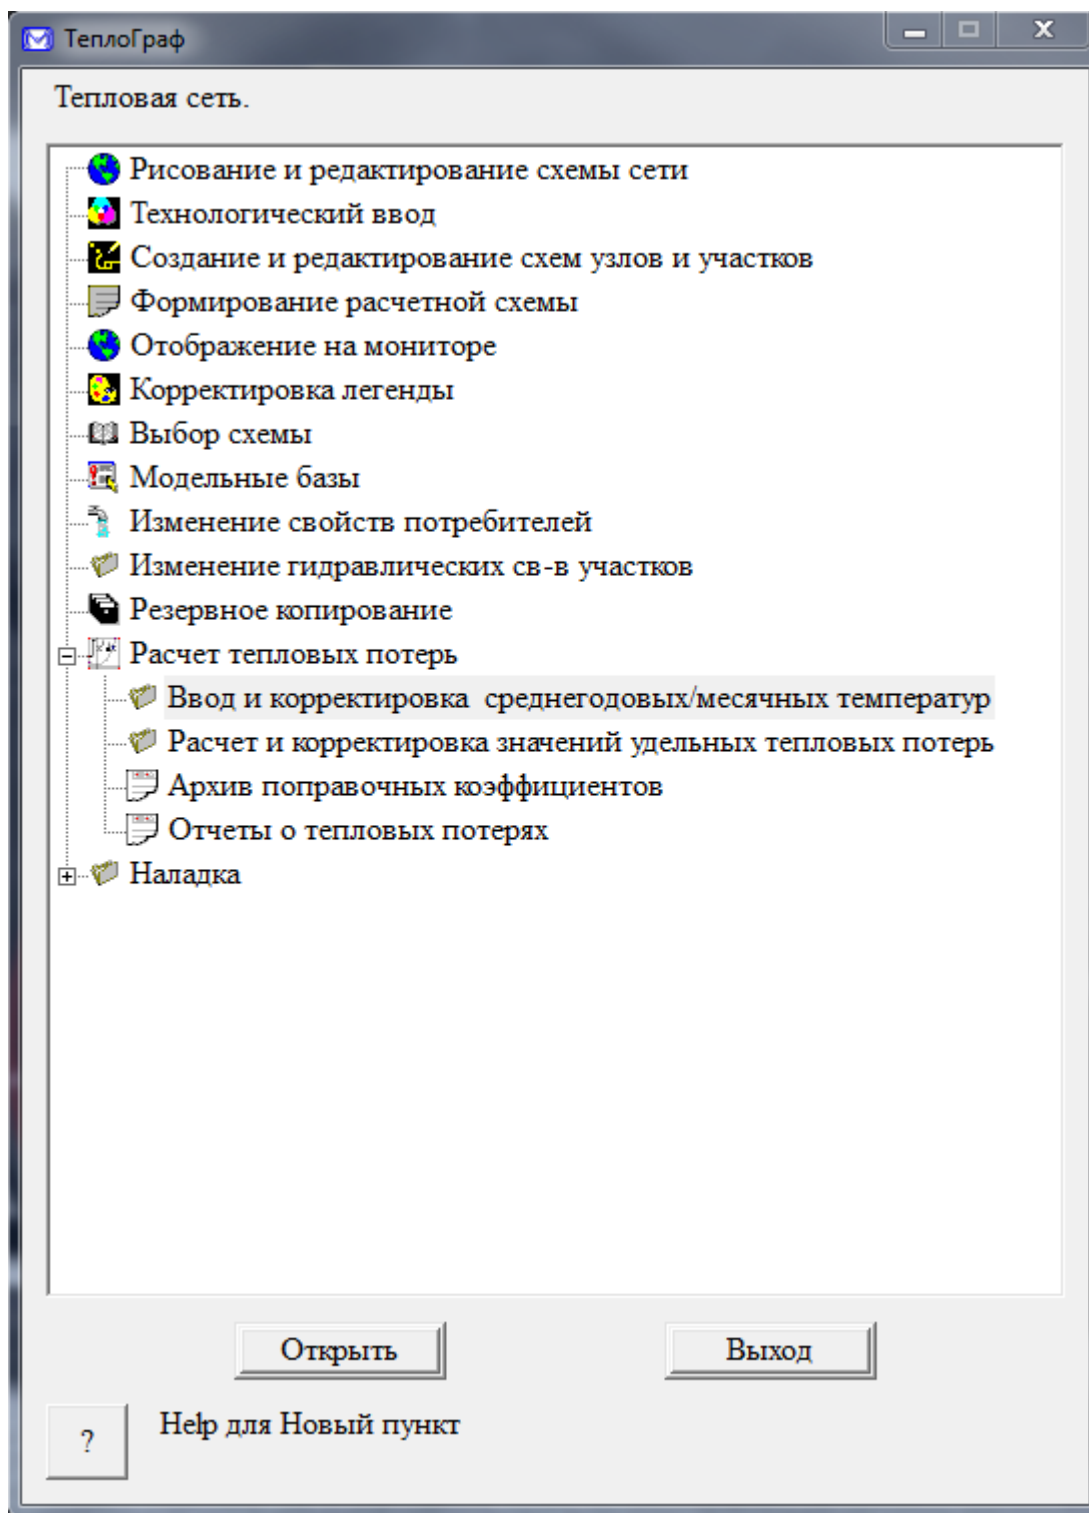 ТеплоГраф
Тепловая сеть.
Рисование и редактирование схемы сети
Технологический ввод
Создание и редактирование схем узлов и участков
Формирование расчетной схемы
Отображение на мониторе
Корректировка легенды
Выбор схемы
Модельные базы
Изменение свойств потребителей
Изменение гидравлических св-в участков
Резервное копирование
Расчет тепловых потерь
Ввод и корректировка  среднегодовых/месячных температур
Расчет и корректировка значений удельных тепловых потерь
Архив поправочных коэффициентов
Отчеты о тепловых потерях
Наладка
Открыть
Выход
?
Help для Новый пункт